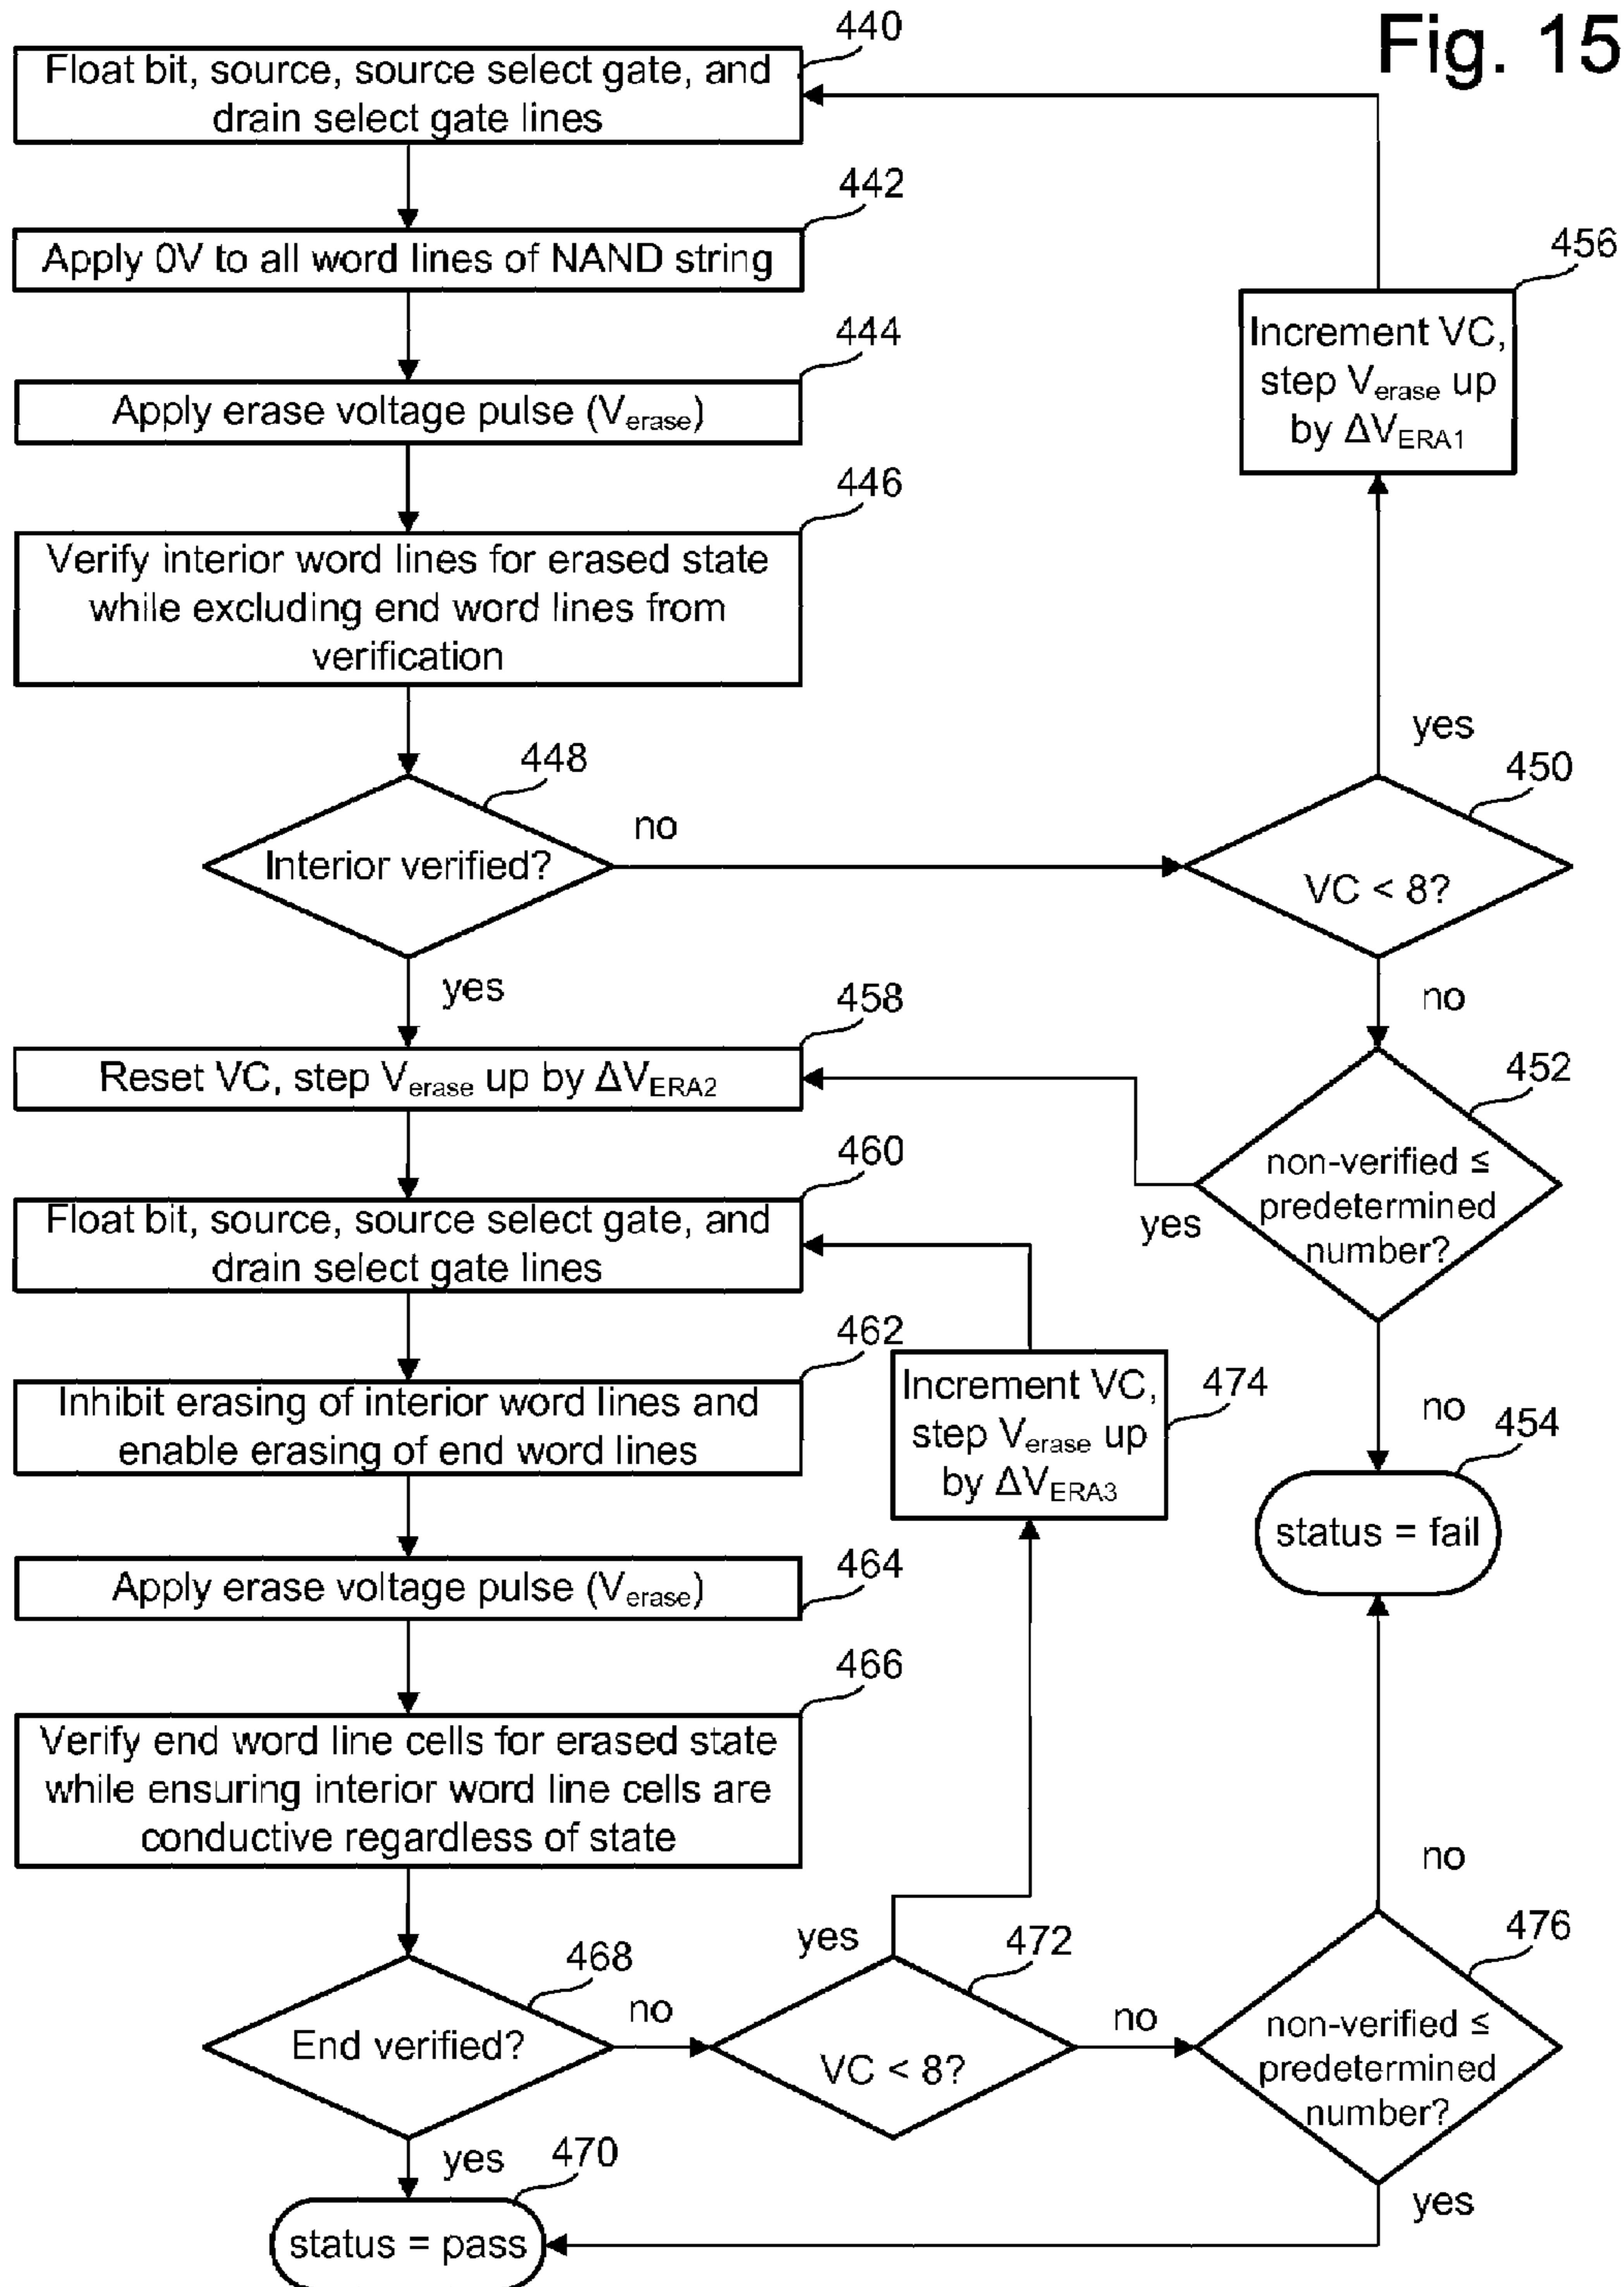 Fig. 15
440
Float bit, source, source select gate, and
drain select gate lines
442
Apply 0V to all word lines of NAND string
444
Apply erase voltage pulse (Verase)
446
Verify interior word lines for erased state
while excluding end word lines from
verification
448
Interior verified?
no
yes
450
VC < 8?
yes
no
456
Increment VC,
step Verase up
by ΔVERA1
452
non-verified ≤
predetermined
number?
yes
no
454
status = fail
458
Reset VC, step Verase up by ΔVERA2
460
Float bit, source, source select gate, and
drain select gate lines
462
Inhibit erasing of interior word lines and
enable erasing of end word lines
464
Apply erase voltage pulse (Verase)
466
Verify end word line cells for erased state
while ensuring interior word line cells are
conductive regardless of state
468
End verified?
no
yes
470
status = pass
472
VC < 8?
yes
no
474
Increment VC,
step Verase up
by ΔVERA3
476
non-verified ≤
predetermined
number?
no
yes